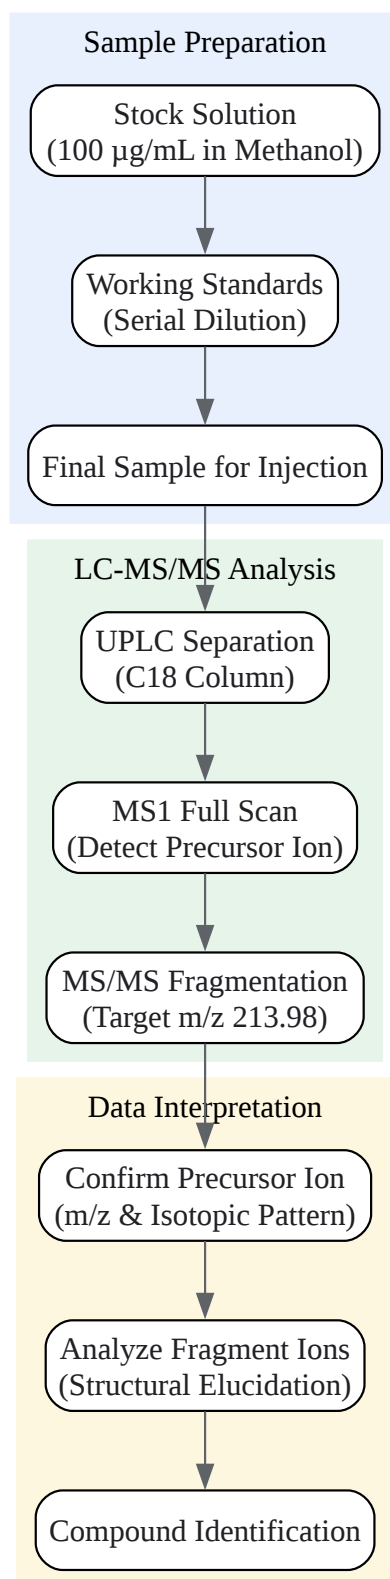 Sample Preparation
Stock Solution
(100 µg/mL in Methanol)
Working Standards
(Serial Dilution)
Final Sample for Injection
LC-MS/MS Analysis
UPLC Separation
(C18 Column)
MS1 Full Scan
(Detect Precursor Ion)
MS/MS Fragmentation
(Target m/z 213.98)
Data Interpretation
Confirm Precursor Ion
(m/z & Isotopic Pattern)
Analyze Fragment Ions
(Structural Elucidation)
Compound Identification